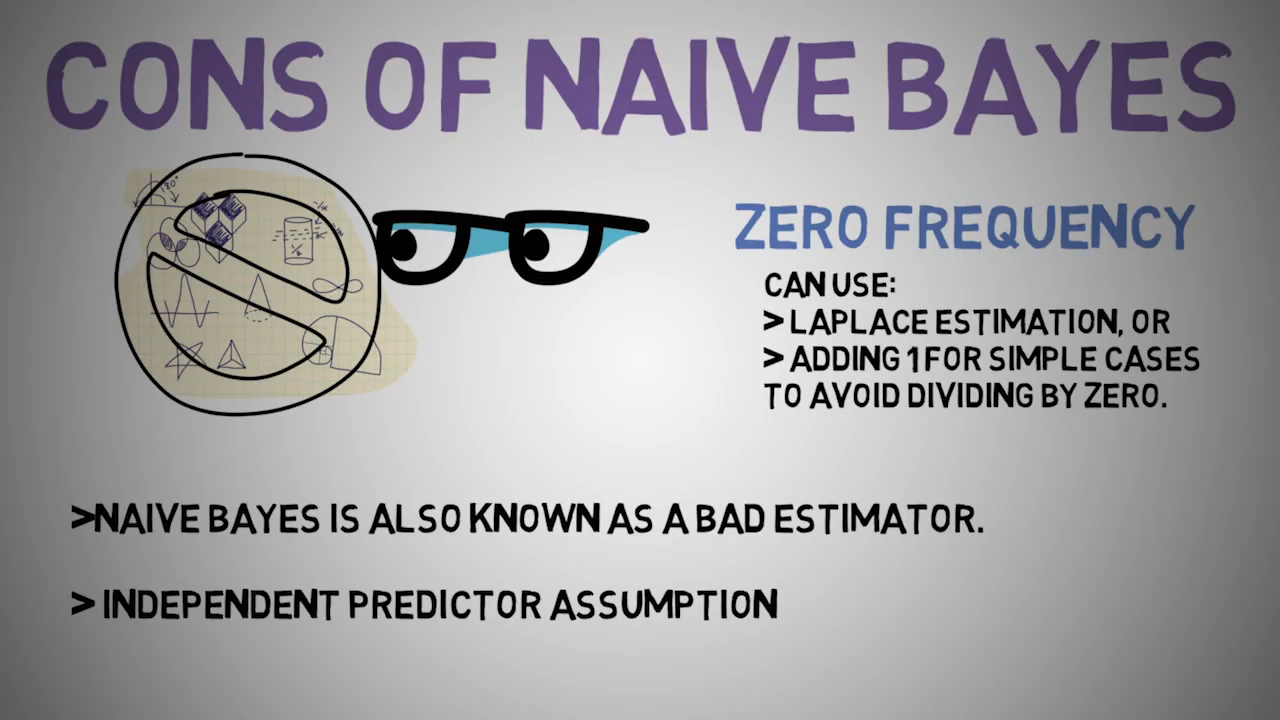 CONS OF NAIVE BAYES
180°
ZERO FREQUENCY
CAN USE:
> LAPLACE ESTIMATION, OR
> ADDING 1 FOR SIMPLE CASES
TO AVOID DIVIDING BY ZERO.
>NAIVE BAYES IS ALSO KNOWN AS A BAD ESTIMATOR.
> INDEPENDENT PREDICTOR ASSUMPTION